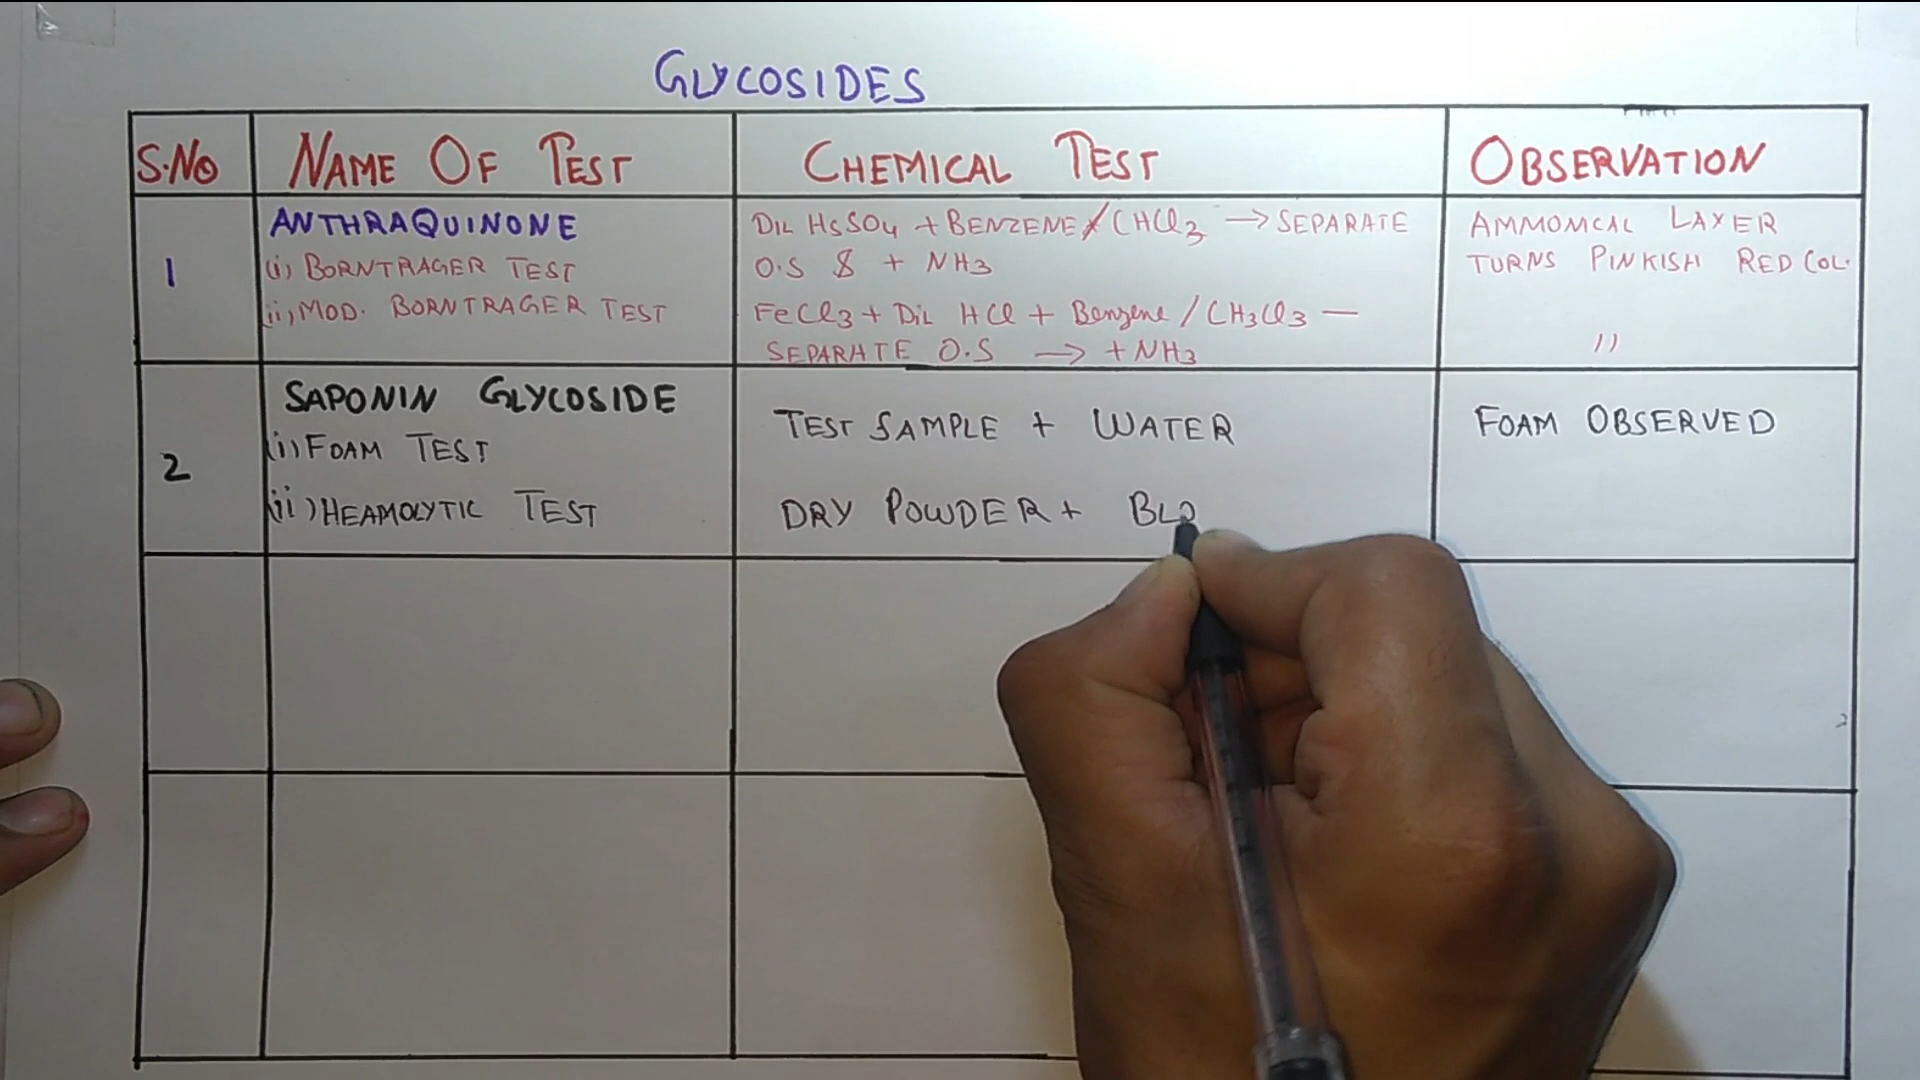 GLYCOSIDES
S.NO NAME OF TEST CHEMICAL TEST OBSERVATION
1
ANTHRAQUINONE
(i) BORNTRAGER TEST
(ii) MOD. BORNTRAGER TEST
DIL HsSO4 + BENZENE / CHCl3 → SEPARATE
O.S & + NH3
FeCl3 + DIL HCl + Benzene / CH3Cl3 —
SEPARATE O.S → + NH3
AMMONICAL LAYER
TURNS PINKISH RED COL.
"
2
SAPONIN GLYCOSIDE
(i) FOAM TEST
(ii) HEAMOLYTIC TEST
TEST SAMPLE + WATER
DRY POWDER + BLO
FOAM OBSERVED